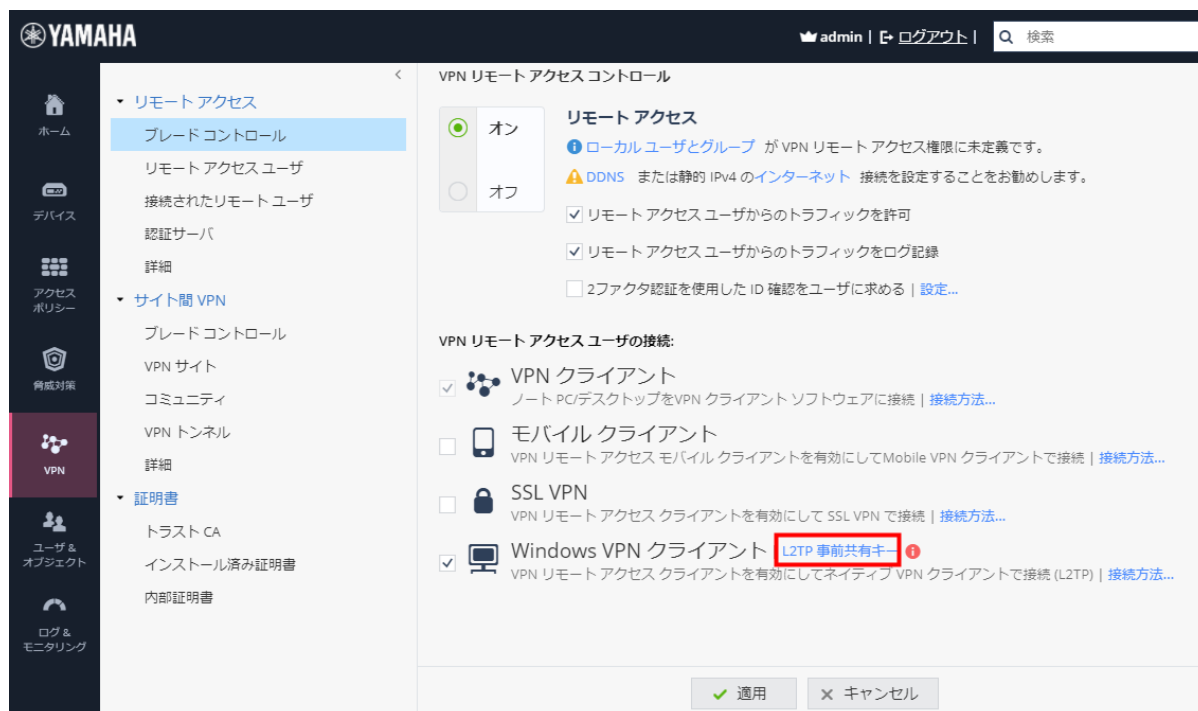 YAMAHA
admin | ログアウト |
検索
ホーム
デバイス
アクセス
ポリシー
脅威対策
VPN
ユーザ &
オブジェクト
ログ &
モニタリング
リモート アクセス
ブレード コントロール
リモート アクセス ユーザ
接続されたリモート ユーザ
認証サーバ
詳細
サイト間 VPN
ブレード コントロール
VPN サイト
コミュニティ
VPN トンネル
詳細
証明書
トラスト CA
インストール済み証明書
内部証明書
VPN リモート アクセス コントロール
オン
オフ
リモート アクセス
ローカル ユーザとグループ が VPN リモート アクセス権限に未定義です。
DDNS または静的 IPv4 のインターネット 接続を設定することをお勧めします。
リモート アクセス ユーザからのトラフィックを許可
リモート アクセス ユーザからのトラフィックをログ記録
2ファクタ認証を使用した ID 確認をユーザに求める | 設定...
VPN リモート アクセス ユーザの接続:
VPN クライアント
ノート PC/デスクトップをVPN クライアント ソフトウェアに接続 | 接続方法...
モバイル クライアント
VPN リモート アクセス モバイル クライアントを有効にしてMobile VPN クライアントで接続 | 接続方法...
SSL VPN
VPN リモート アクセス クライアントを有効にして SSL VPN で接続 | 接続方法...
Windows VPN クライアント L2TP 事前共有キー
VPN リモート アクセス クライアントを有効にしてネイティブ VPN クライアントで接続 (L2TP) | 接続方法...
適用
キャンセル